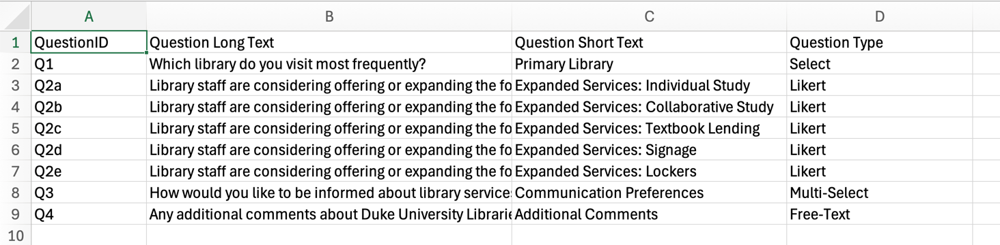 A B C D
1 QuestionID Question Long Text Question Short Text Question Type
2 Q1 Which library do you visit most frequently? Primary Library Select
3 Q2a Library staff are considering offering or expanding the fo Expanded Services: Individual Study Likert
4 Q2b Library staff are considering offering or expanding the fo Expanded Services: Collaborative Study Likert
5 Q2c Library staff are considering offering or expanding the fo Expanded Services: Textbook Lending Likert
6 Q2d Library staff are considering offering or expanding the fo Expanded Services: Signage Likert
7 Q2e Library staff are considering offering or expanding the fo Expanded Services: Lockers Likert
8 Q3 How would you like to be informed about library services Communication Preferences Multi-Select
9 Q4 Any additional comments about Duke University Librarie Additional Comments Free-Text
10